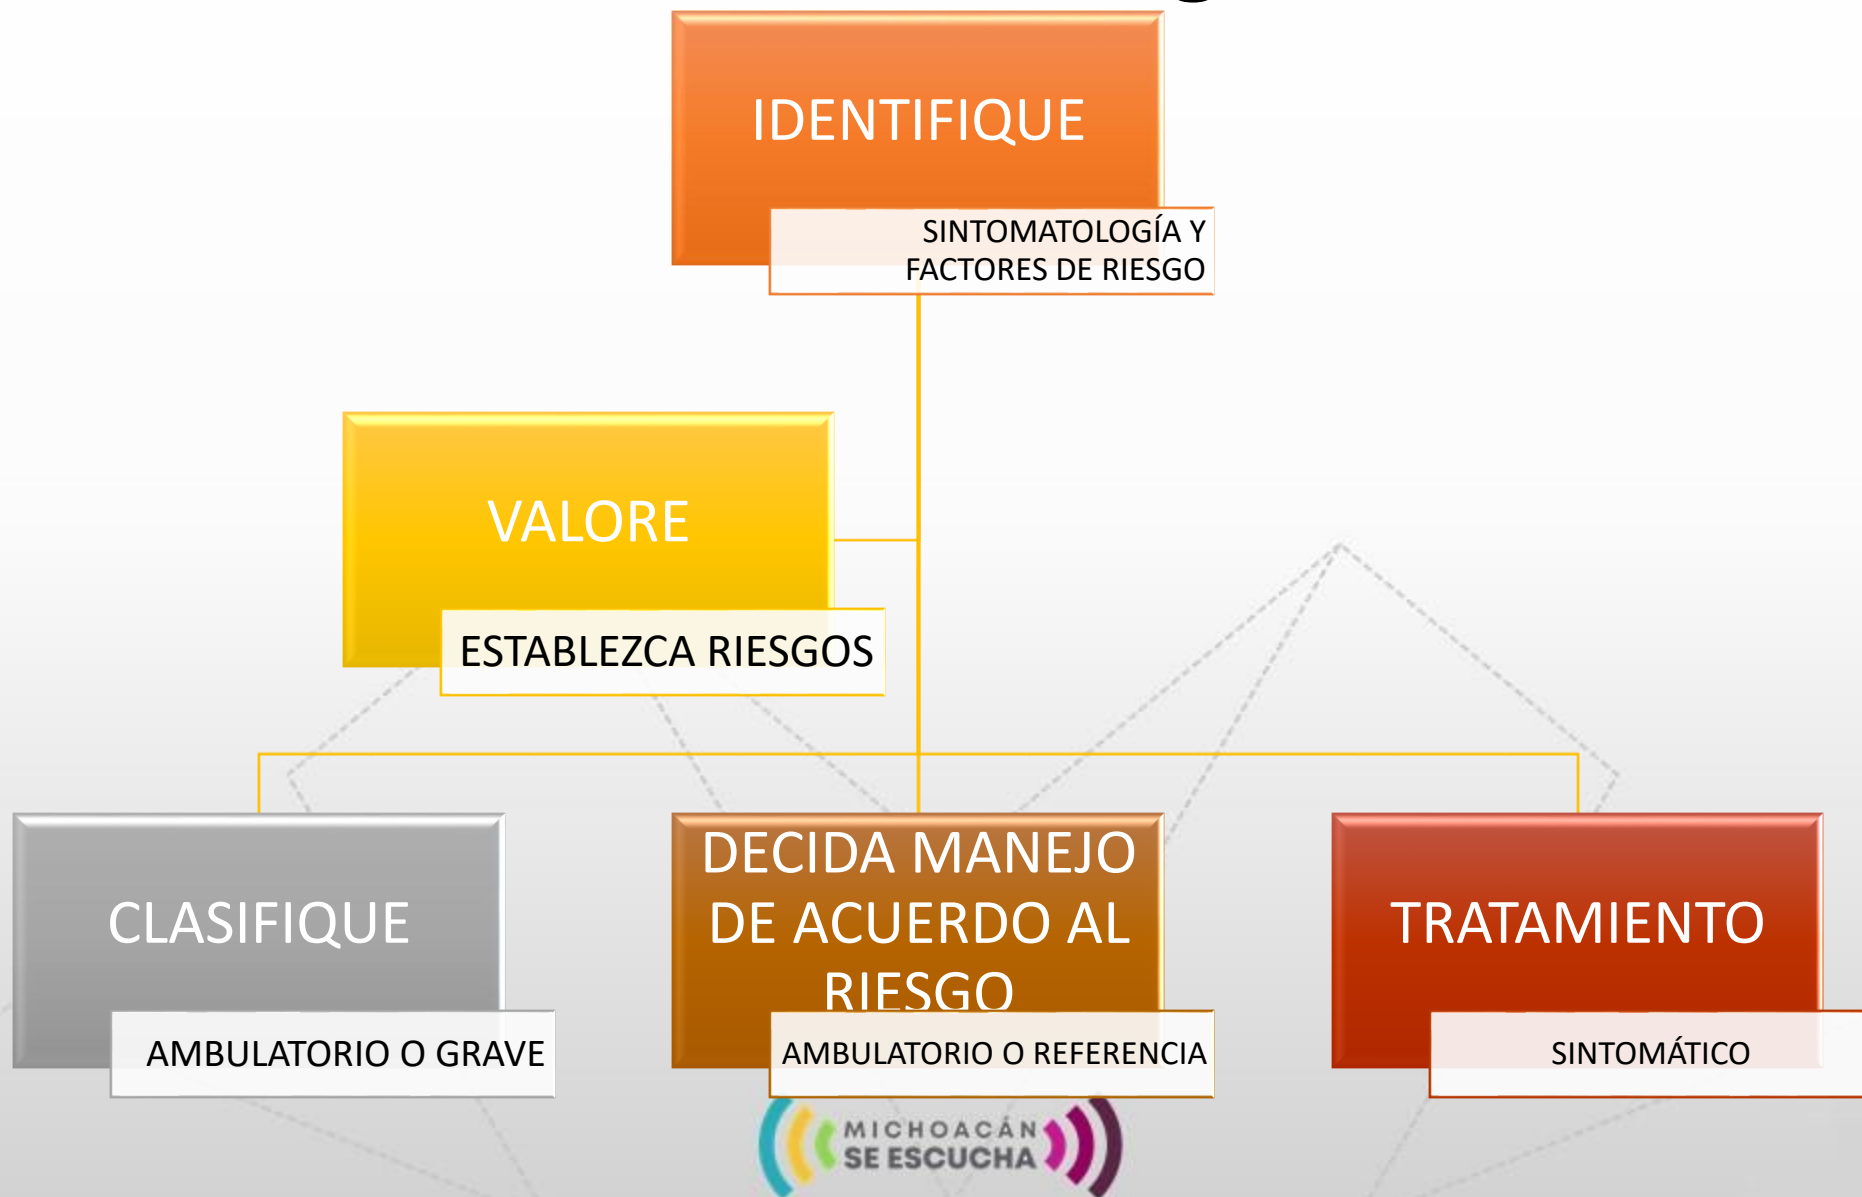 IDENTIFIQUE
SINTOMATOLOGÍA Y
FACTORES DE RIESGO
VALORE
ESTABLEZCA RIESGOS
CLASIFIQUE
AMBULATORIO O GRAVE
DECIDA MANEJO
DE ACUERDO AL
RIESGO
AMBULATORIO O REFERENCIA
TRATAMIENTO
SINTOMÁTICO
MICHOACÁN
SE ESCUCHA